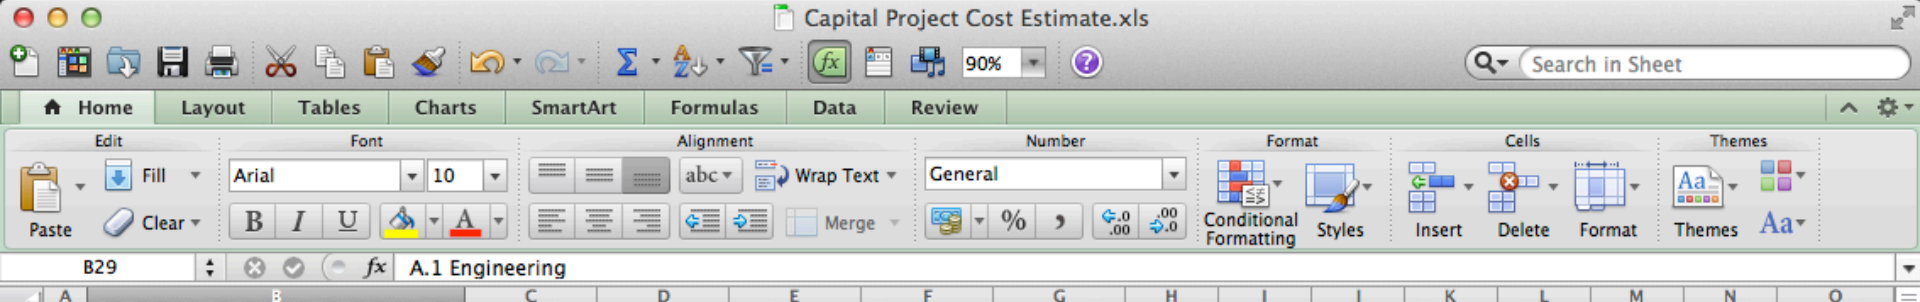 Capital Project Cost Estimate.xls
90% ? Search in Sheet
Home Layout Tables Charts SmartArt Formulas Data Review
Edit Font Alignment Number Format Cells Themes
Fill Arial 10 abc Wrap Text General
Paste Clear B I U A Merge % Conditional Formatting Styles Insert Delete Format Themes Aa
B29 fx A.1 Engineering
A B C D E F G H I J K L M N O